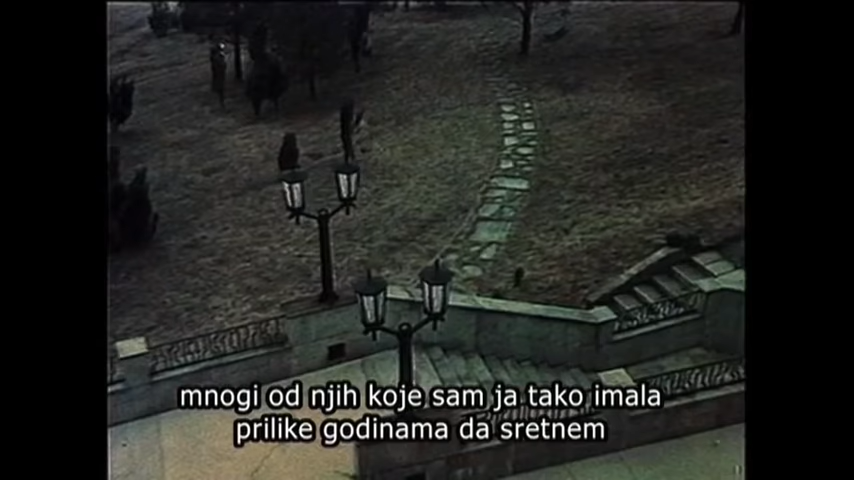 mnogi od njih koje sam ja tako imala
prilike godinama da sretnem